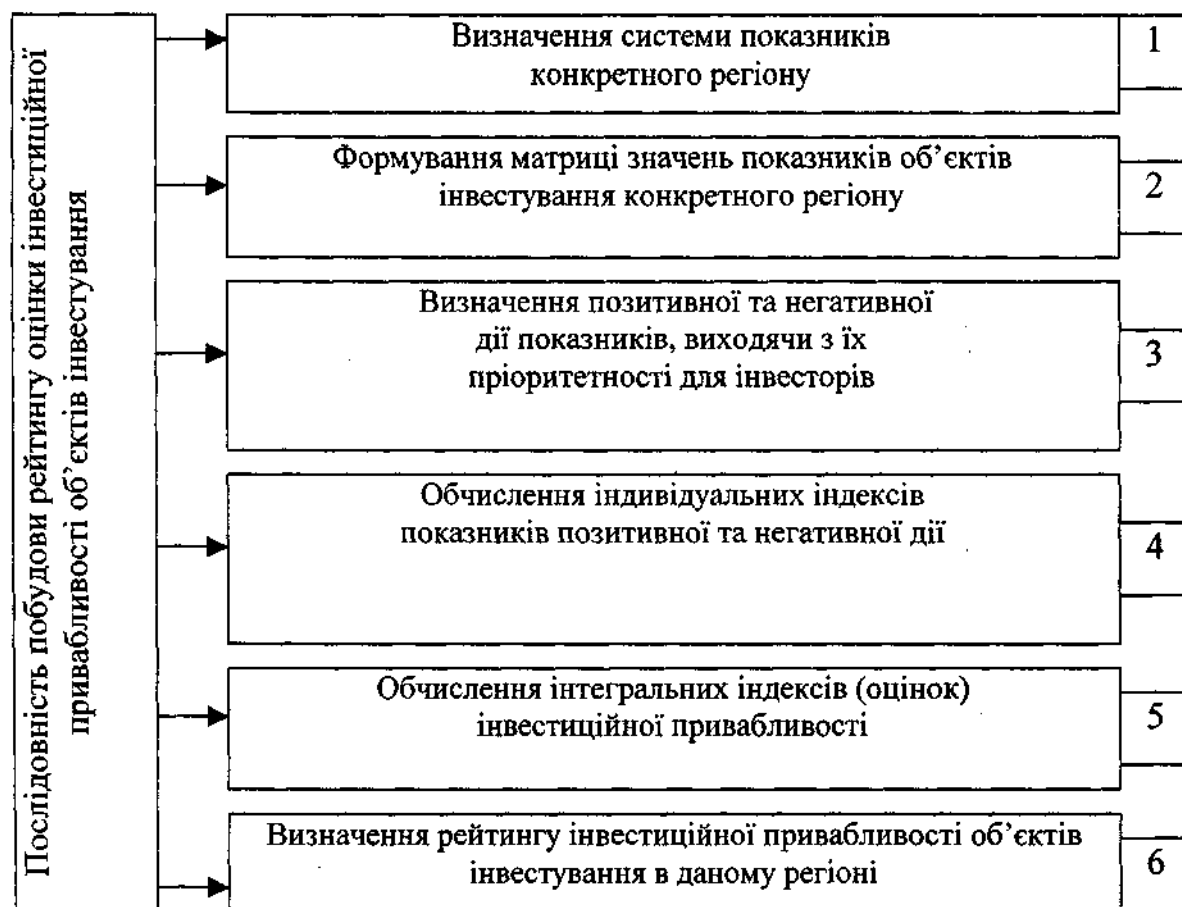 Послідовність побудови рейтингу оцінки інвестиційної
привабливості об’єктів інвестування
Визначення системи показників
конкретного регіону
1
Формування матриці значень показників об’єктів
інвестування конкретного регіону
2
Визначення позитивної та негативної
дії показників, виходячи з їх
пріоритетності для інвесторів
3
Обчислення індивідуальних індексів
показників позитивної та негативної дії
4
Обчислення інтегральних індексів (оцінок)
інвестиційної привабливості
5
Визначення рейтингу інвестиційної привабливості об’єктів
інвестування в даному регіоні
6